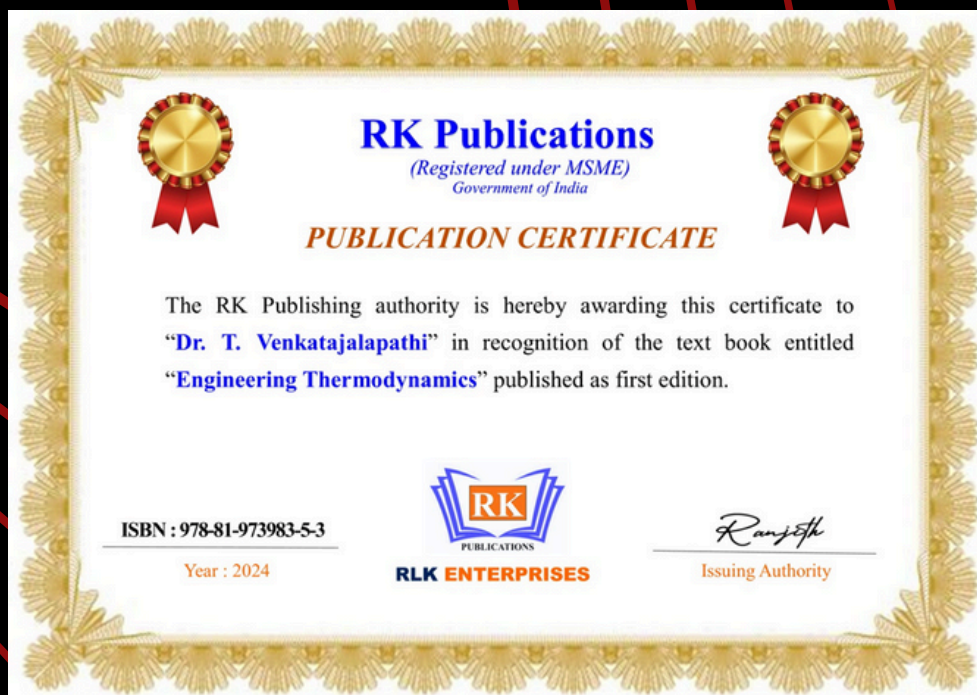 RK Publications
(Registered under MSME)
Government of India
PUBLICATION CERTIFICATE
The RK Publishing authority is hereby awarding this certificate to
“Dr. T. Venkatajalapathi” in recognition of the text book entitled
“Engineering Thermodynamics” published as first edition.
ISBN : 978-81-973983-5-3
Year : 2024
RK
PUBLICATIONS
RLK ENTERPRISES
Ranjeth
Issuing Authority